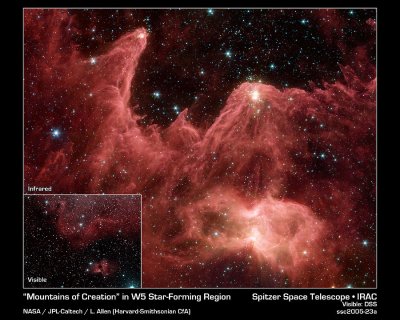 Infrared
Visible
"Mountains of Creation" in W5 Star-Forming Region
Spitzer Space Telescope • IRAC
Visible: DSS
NASA / JPL-Caltech / L. Allen (Harvard-Smithsonian CfA)
ssc2005-23a